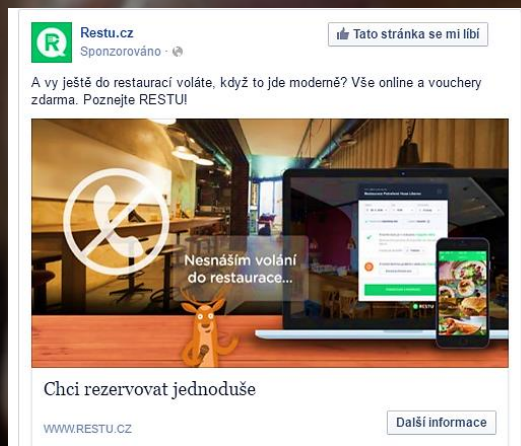 Restu.cz
Sponzorováno ·
Tato stránka se mi líbí
A vy ještě do restaurací voláte, když to jde moderně? Vše online a vouchery
zdarma. Poznejte RESTU!
Nesnáším volání
do restaurace...
RESTU
Chci rezervovat jednoduše
WWW.RESTU.CZ
Další informace